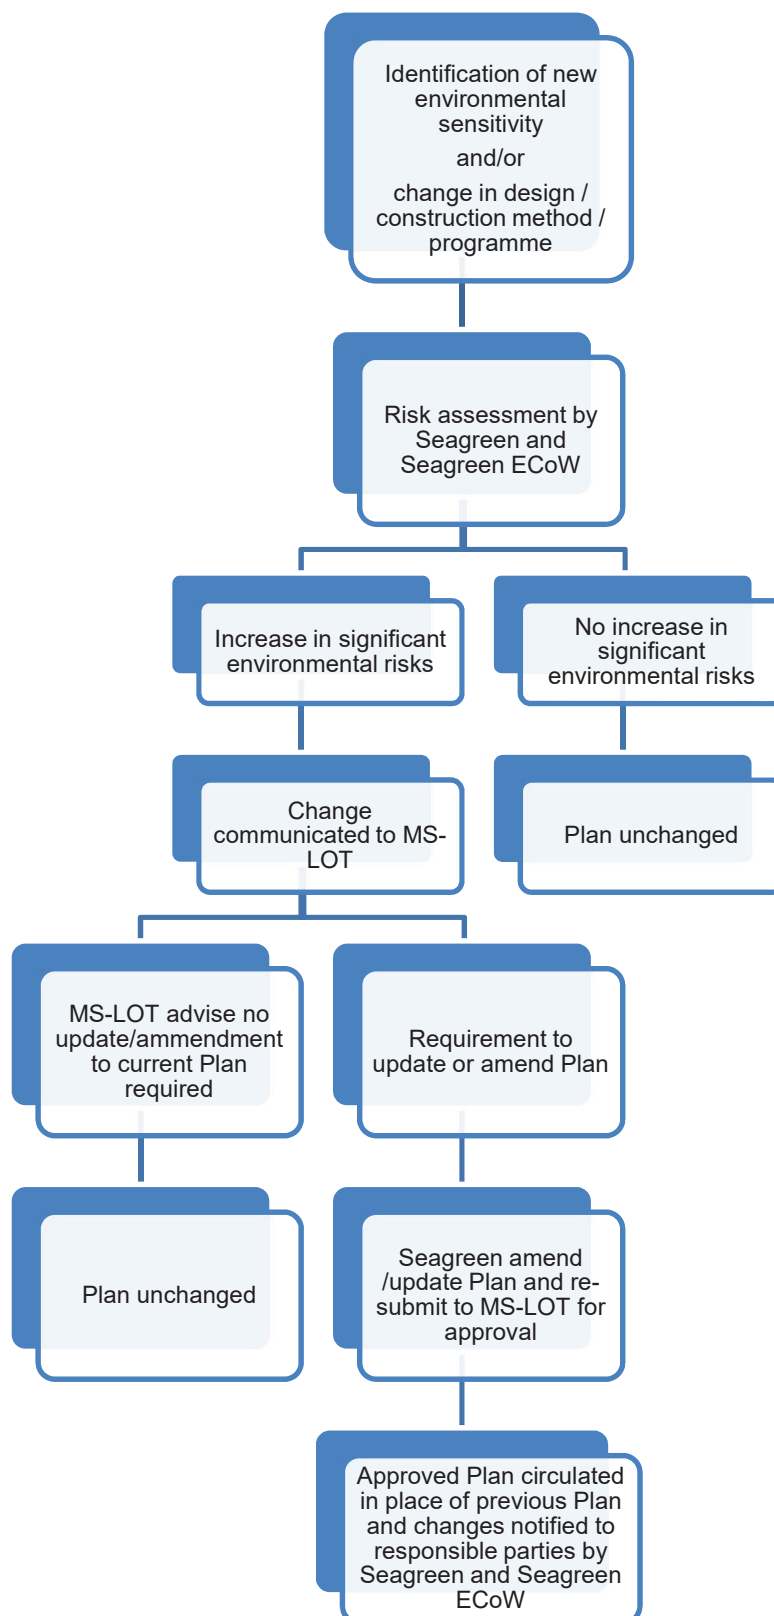 Identification of new
environmental
sensitivity
and/or
change in design /
construction method /
programme
Risk assessment by
Seagreen and
Seagreen ECoW
Increase in significant
environmental risks
No increase in
significant
environmental risks
Change
communicated to MS-
LOT
Plan unchanged
MS-LOT advise no
update/ammendment
to current Plan
required
Requirement to
update or amend Plan
Plan unchanged
Seagreen amend
/update Plan and re-
submit to MS-LOT for
approval
Approved Plan circulated
in place of previous Plan
and changes notified to
responsible parties by
Seagreen and Seagreen
ECoW